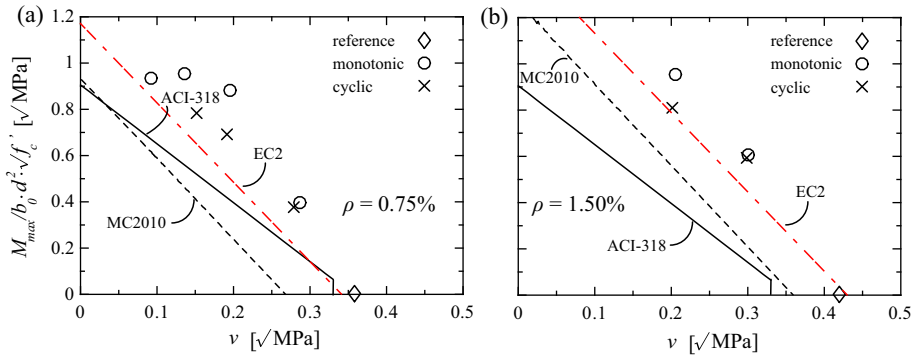 (a)
1.2
1
0.8
0.6
0.4
0.2
0
M_max/b_0·d^2·√f_c' [√MPa]
reference
monotonic
cyclic
ACI-318
EC2
MC2010
ρ = 0.75%
0 0.1 0.2 0.3 0.4 0.5
v [√MPa]
(b)
reference
monotonic
cyclic
MC2010
EC2
ρ = 1.50%
ACI-318
0 0.1 0.2 0.3 0.4 0.5
v [√MPa]